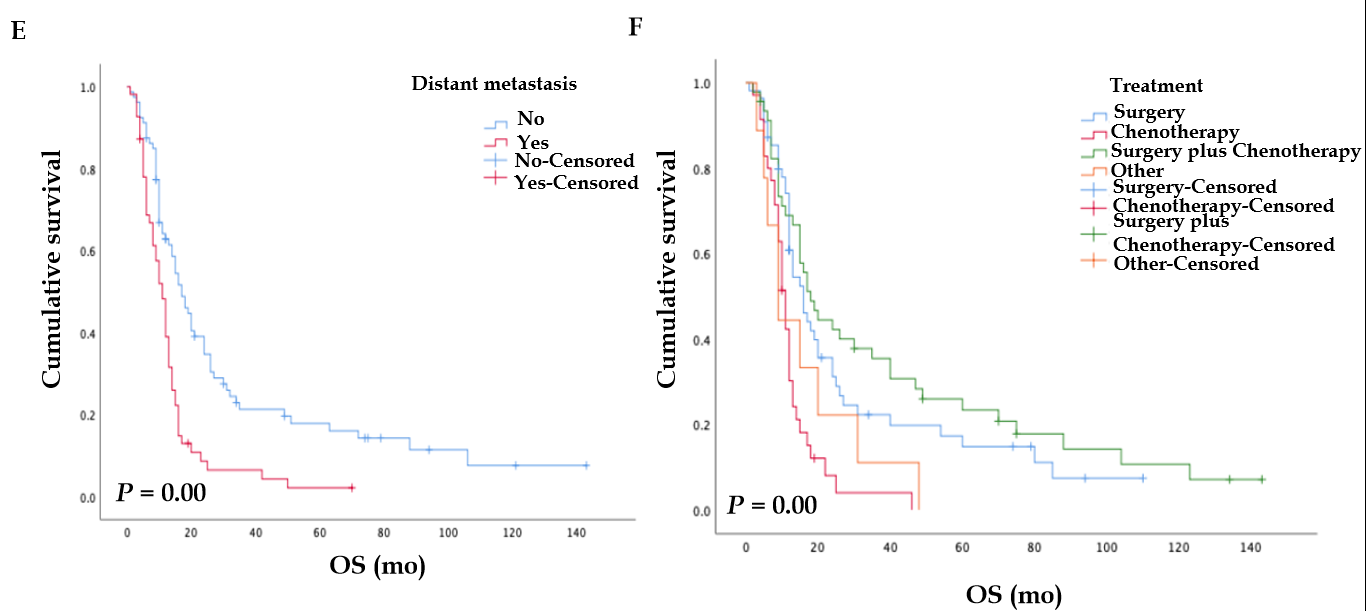 E
Distant metastasis
No
Yes
No-Censored
Yes-Censored
Cumulative survival
1.0
0.8
0.6
0.4
0.2
0.0
P = 0.00
0 20 40 60 80 100 120 140
OS (mo)
F
Treatment
Surgery
Chenotherapy
Surgery plus Chenotherapy
Other
Surgery-Censored
Chenotherapy-Censored
Surgery plus
Chenotherapy-Censored
Other-Censored
Cumulative survival
1.0
0.8
0.6
0.4
0.2
0.0
P = 0.00
0 20 40 60 80 100 120 140
OS (mo)